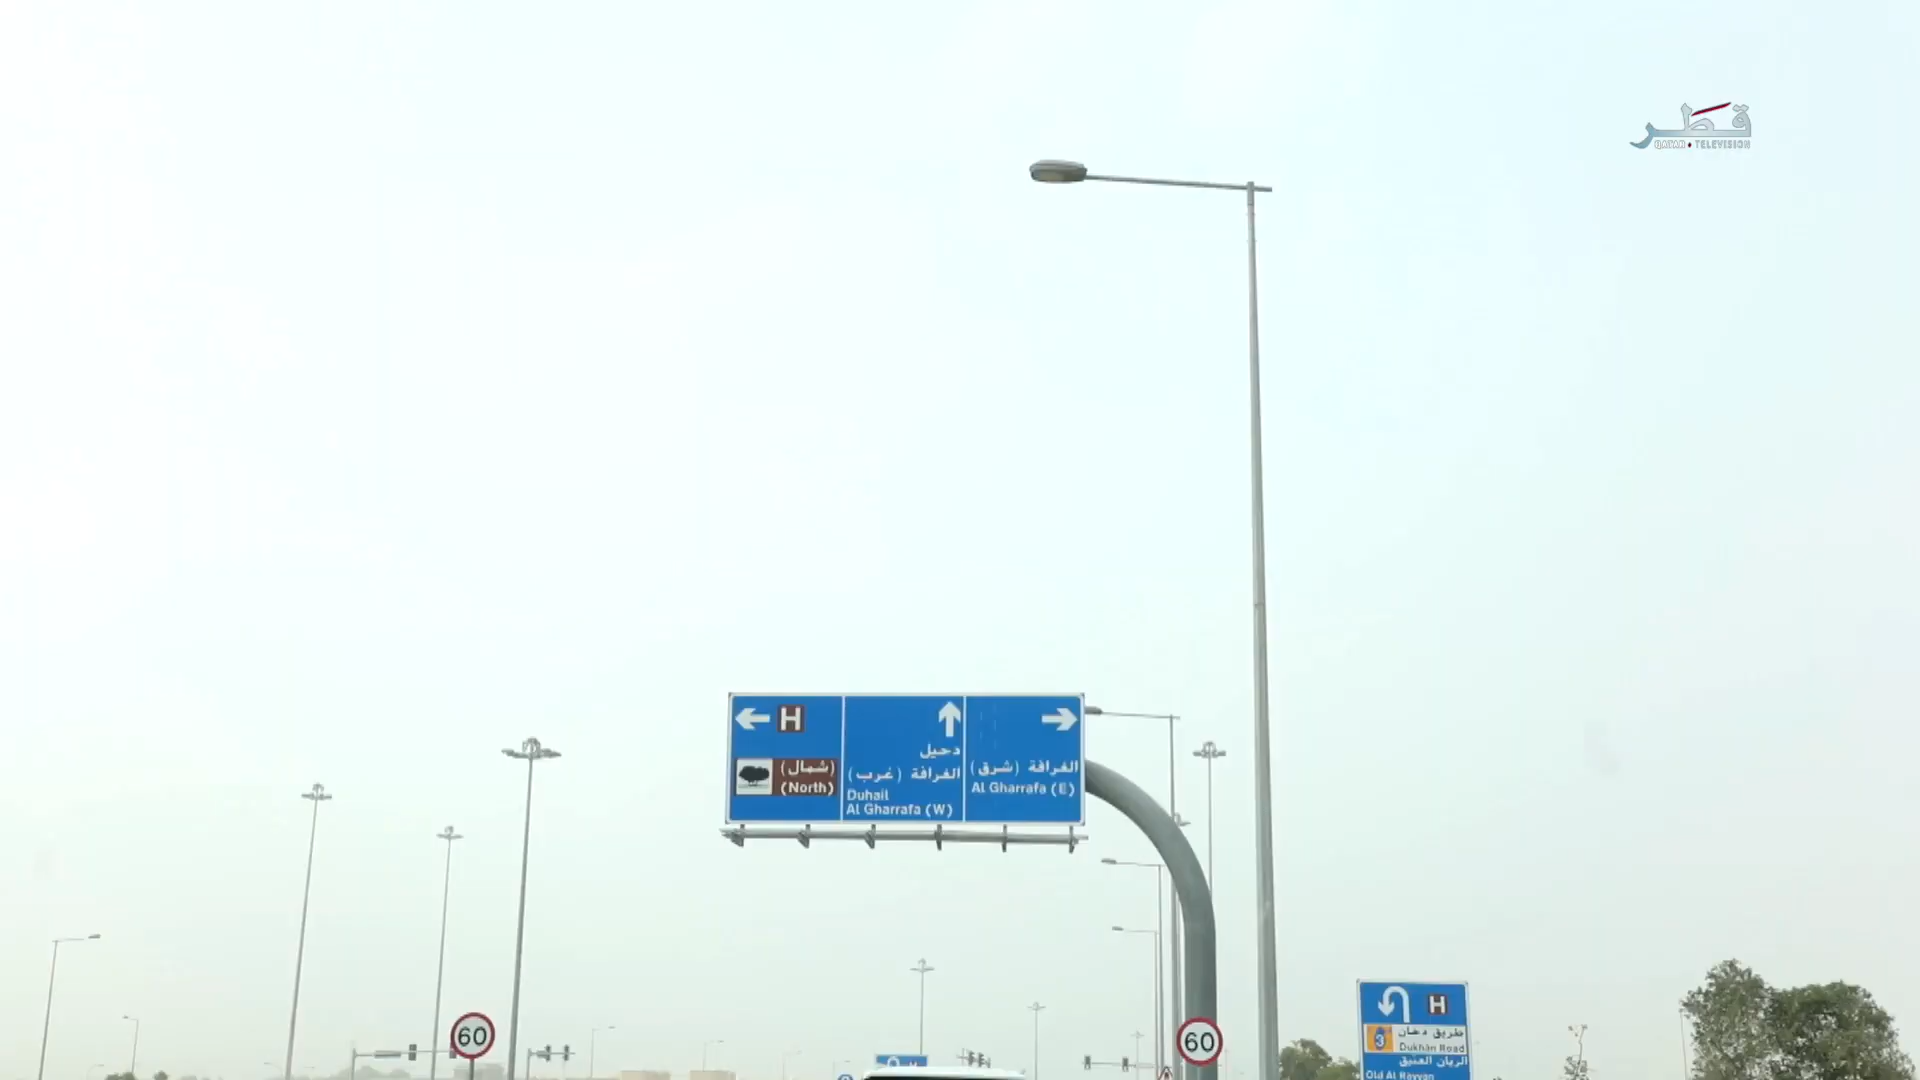 قطر
QATAR TELEVISION
H
(شمال)
(North)
دحيل
الغرافة (غرب)
Duhail
Al Gharrafa (W)
الغرافة (شرق)
Al Gharrafa (E)
60
60
H
3
طريق دخان
Dukhan Road
الريان العتيق
Old Al Rayyan